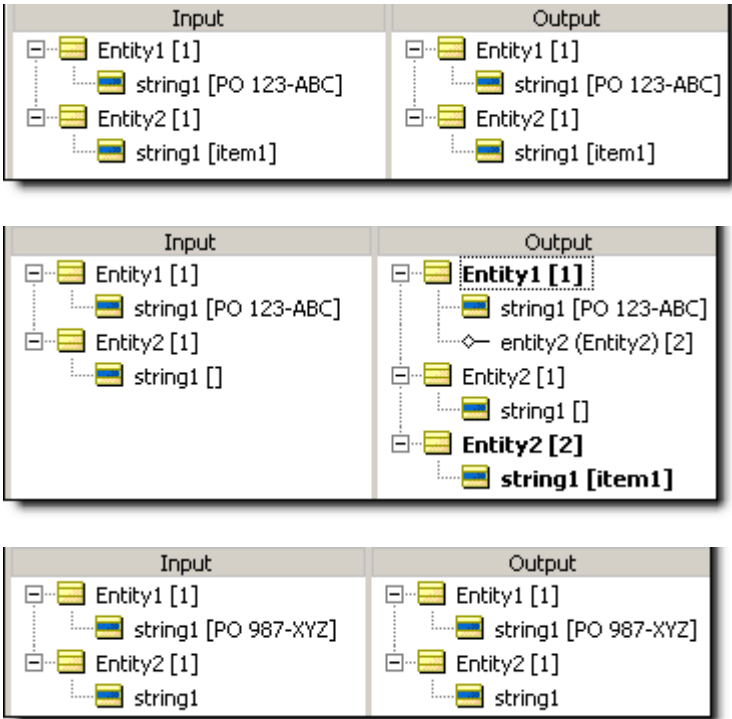 Input Output
Entity1 [1] Entity1 [1]
string1 [PO 123-ABC] string1 [PO 123-ABC]
Entity2 [1] Entity2 [1]
string1 [item1] string1 [item1]
Input Output
Entity1 [1] Entity1 [1]
string1 [PO 123-ABC] string1 [PO 123-ABC]
Entity2 [1] entity2 (Entity2) [2]
string1 [] Entity2 [1]
string1 []
Entity2 [2]
string1 [item1]
Input Output
Entity1 [1] Entity1 [1]
string1 [PO 987-XYZ] string1 [PO 987-XYZ]
Entity2 [1] Entity2 [1]
string1 string1